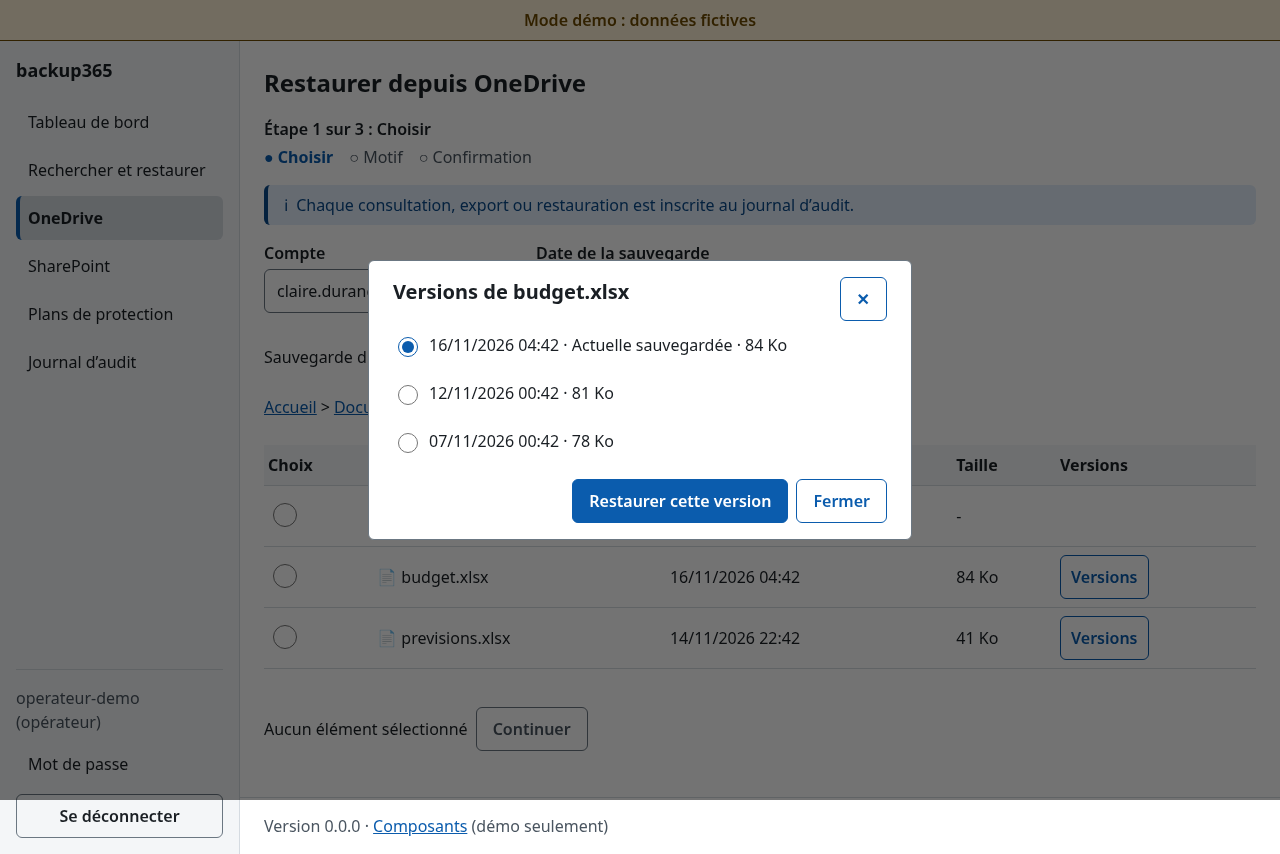 Mode démo : données fictives
backup365
Tableau de bord
Rechercher et restaurer
OneDrive
SharePoint
Plans de protection
Journal d’audit
operateur-demo
(opérateur)
Mot de passe
Se déconnecter
Restaurer depuis OneDrive
Étape 1 sur 3 : Choisir
● Choisir ○ Motif ○ Confirmation
i Chaque consultation, export ou restauration est inscrite au journal d’audit.
Compte Date de la sauvegarde
Versions de budget.xlsx ×
16/11/2026 04:42 · Actuelle sauvegardée · 84 Ko
12/11/2026 00:42 · 81 Ko
07/11/2026 00:42 · 78 Ko
Restaurer cette version Fermer
Sauvegarde
Accueil >
Choix Taille Versions
-
budget.xlsx 16/11/2026 04:42 84 Ko Versions
previsions.xlsx 14/11/2026 22:42 41 Ko Versions
Aucun élément sélectionné Continuer
Version 0.0.0 · Composants (démo seulement)